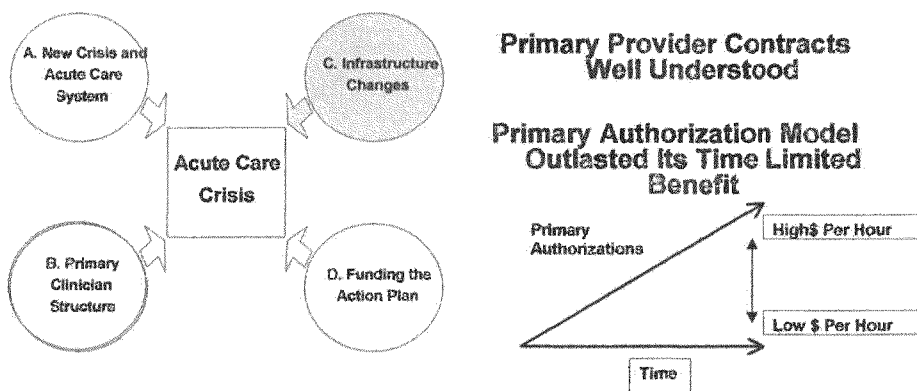 A. New Crisis and
Acute Care
System
C. Infrastructure
Changes
Acute Care
Crisis
B. Primary
Clinician
Structure
D. Funding the
Action Plan
Primary Provider Contracts
Well Understood
Primary Authorization Model
Outlasted Its Time Limited
Benefit
Primary
Authorizations
High$ Per Hour
Low $ Per Hour
Time